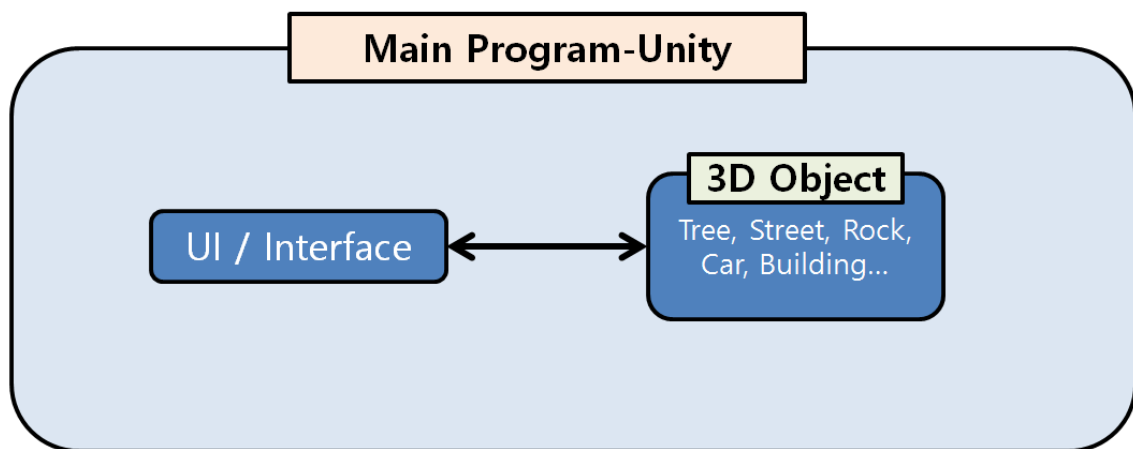 Main Program-Unity
3D Object
UI / Interface
Tree, Street, Rock,
Car, Building...